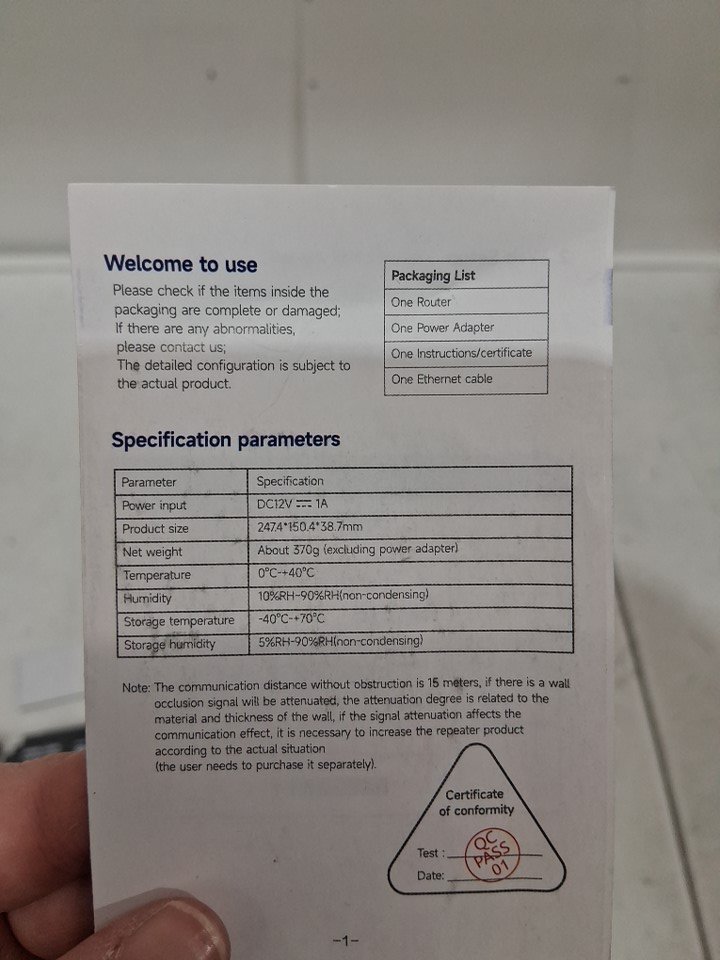 Welcome to use
Please check if the items inside the
packaging are complete or damaged;
If there are any abnormalities,
please contact us;
The detailed configuration is subject to
the actual product.
Packaging List
One Router
One Power Adapter
One Instructions/certificate
One Ethernet cable
Specification parameters
Parameter Specification
Power input DC12V ⎓ 1A
Product size 247.4*150.4*38.7mm
Net weight About 370g (excluding power adapter)
Temperature 0°C-+40°C
Humidity 10%RH-90%RH(non-condensing)
Storage temperature -40°C-+70°C
Storage humidity 5%RH-90%RH(non-condensing)
Note: The communication distance without obstruction is 15 meters, if there is a wall
occlusion signal will be attenuated, the attenuation degree is related to the
material and thickness of the wall, if the signal attenuation affects the
communication effect, it is necessary to increase the repeater product
according to the actual situation
(the user needs to purchase it separately).
Certificate
of conformity
Test :
Date:
QC
PASS
01
-1-